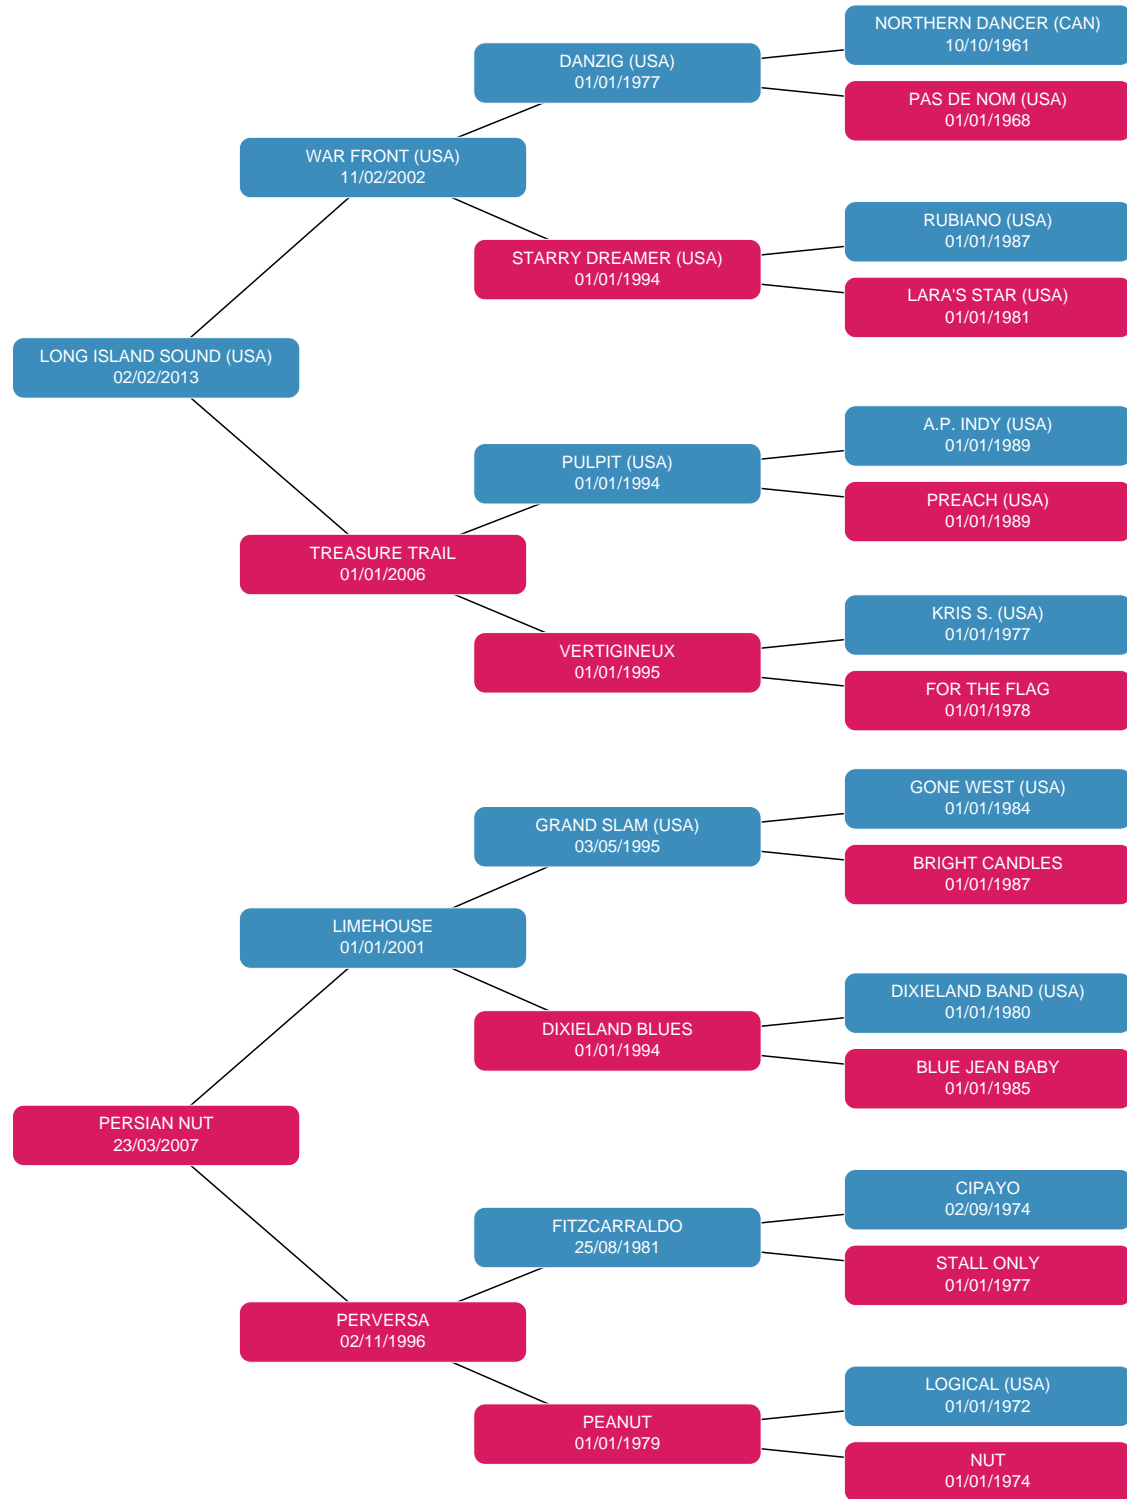 NORTHERN DANCER (CAN)
10/10/1961
DANZIG (USA)
01/01/1977
PAS DE NOM (USA)
01/01/1968
WAR FRONT (USA)
11/02/2002
RUBIANO (USA)
01/01/1987
STARRY DREAMER (USA)
01/01/1994
LARA'S STAR (USA)
01/01/1981
LONG ISLAND SOUND (USA)
02/02/2013
A.P. INDY (USA)
01/01/1989
PULPIT (USA)
01/01/1994
PREACH (USA)
01/01/1989
TREASURE TRAIL
01/01/2006
KRIS S. (USA)
01/01/1977
VERTIGINEUX
01/01/1995
FOR THE FLAG
01/01/1978
GONE WEST (USA)
01/01/1984
GRAND SLAM (USA)
03/05/1995
BRIGHT CANDLES
01/01/1987
LIMEHOUSE
01/01/2001
DIXIELAND BAND (USA)
01/01/1980
DIXIELAND BLUES
01/01/1994
BLUE JEAN BABY
01/01/1985
PERSIAN NUT
23/03/2007
CIPAYO
02/09/1974
FITZCARRALDO
25/08/1981
STALL ONLY
01/01/1977
PERVERSA
02/11/1996
LOGICAL (USA)
01/01/1972
PEANUT
01/01/1979
NUT
01/01/1974